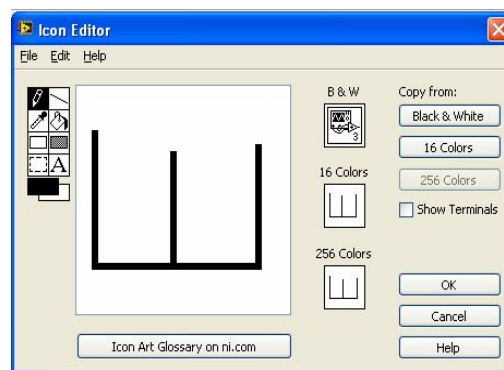 Icon Editor
File Edit Help
A
B & W
3
16 Colors
256 Colors
Copy from:
Black & White
16 Colors
256 Colors
Show Terminals
OK
Cancel
Help
Icon Art Glossary on ni.com